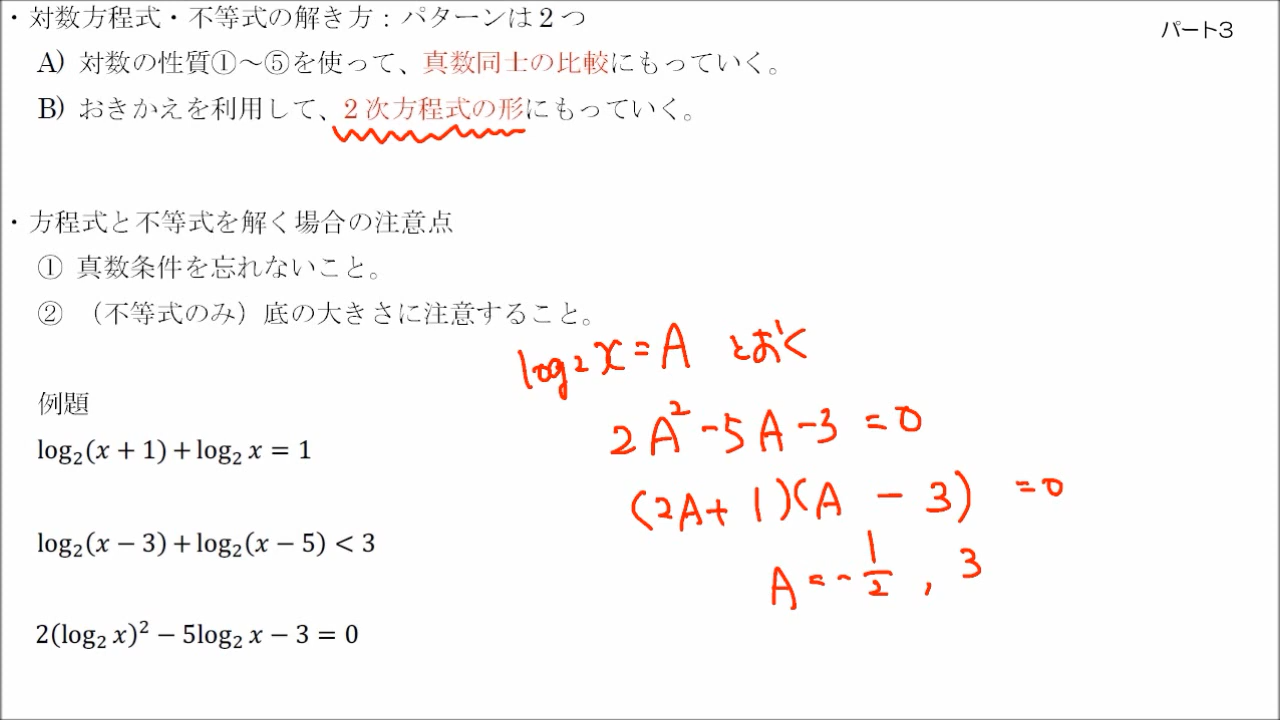 ・対数方程式・不等式の解き方：パターンは２つ
パート3
A) 対数の性質①～⑤を使って、真数同士の比較にもっていく。
B) おきかえを利用して、２次方程式の形にもっていく。
・方程式と不等式を解く場合の注意点
① 真数条件を忘れないこと。
② （不等式のみ）底の大きさに注意すること。
log₂x=A とおく
2A²-5A-3=0
(2A+1)(A-3)=0
A=-1/2, 3
例題
log₂(x + 1) + log₂ x = 1
log₂(x − 3) + log₂(x − 5) < 3
2(log₂ x)² − 5log₂ x − 3 = 0